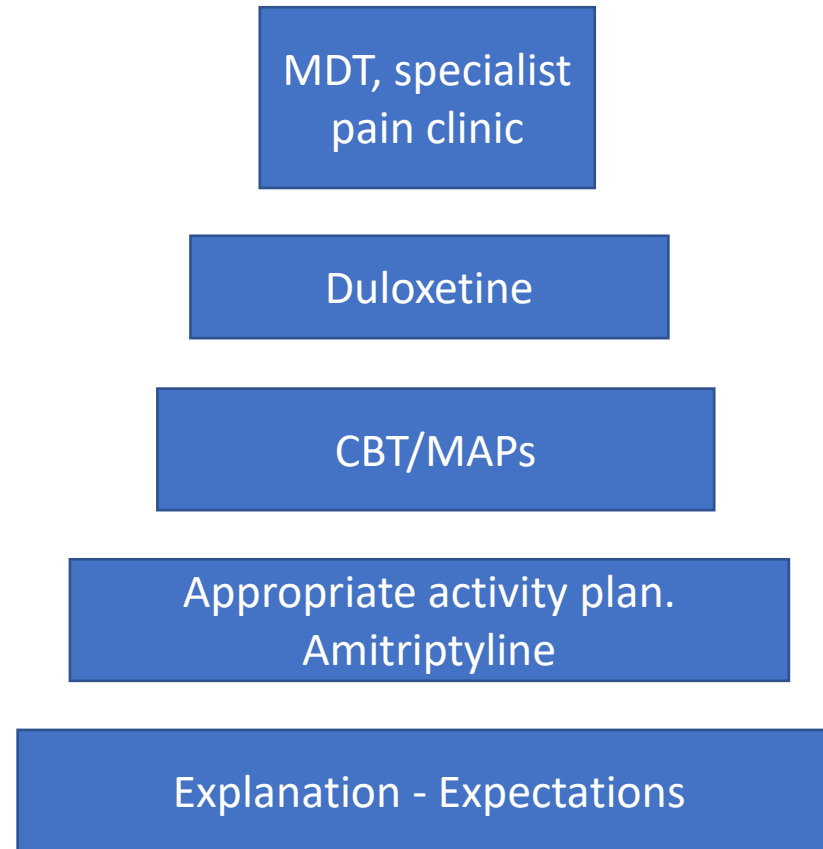 MDT, specialist
pain clinic
Duloxetine
CBT/MAPs
Appropriate activity plan.
Amitriptyline
Explanation - Expectations